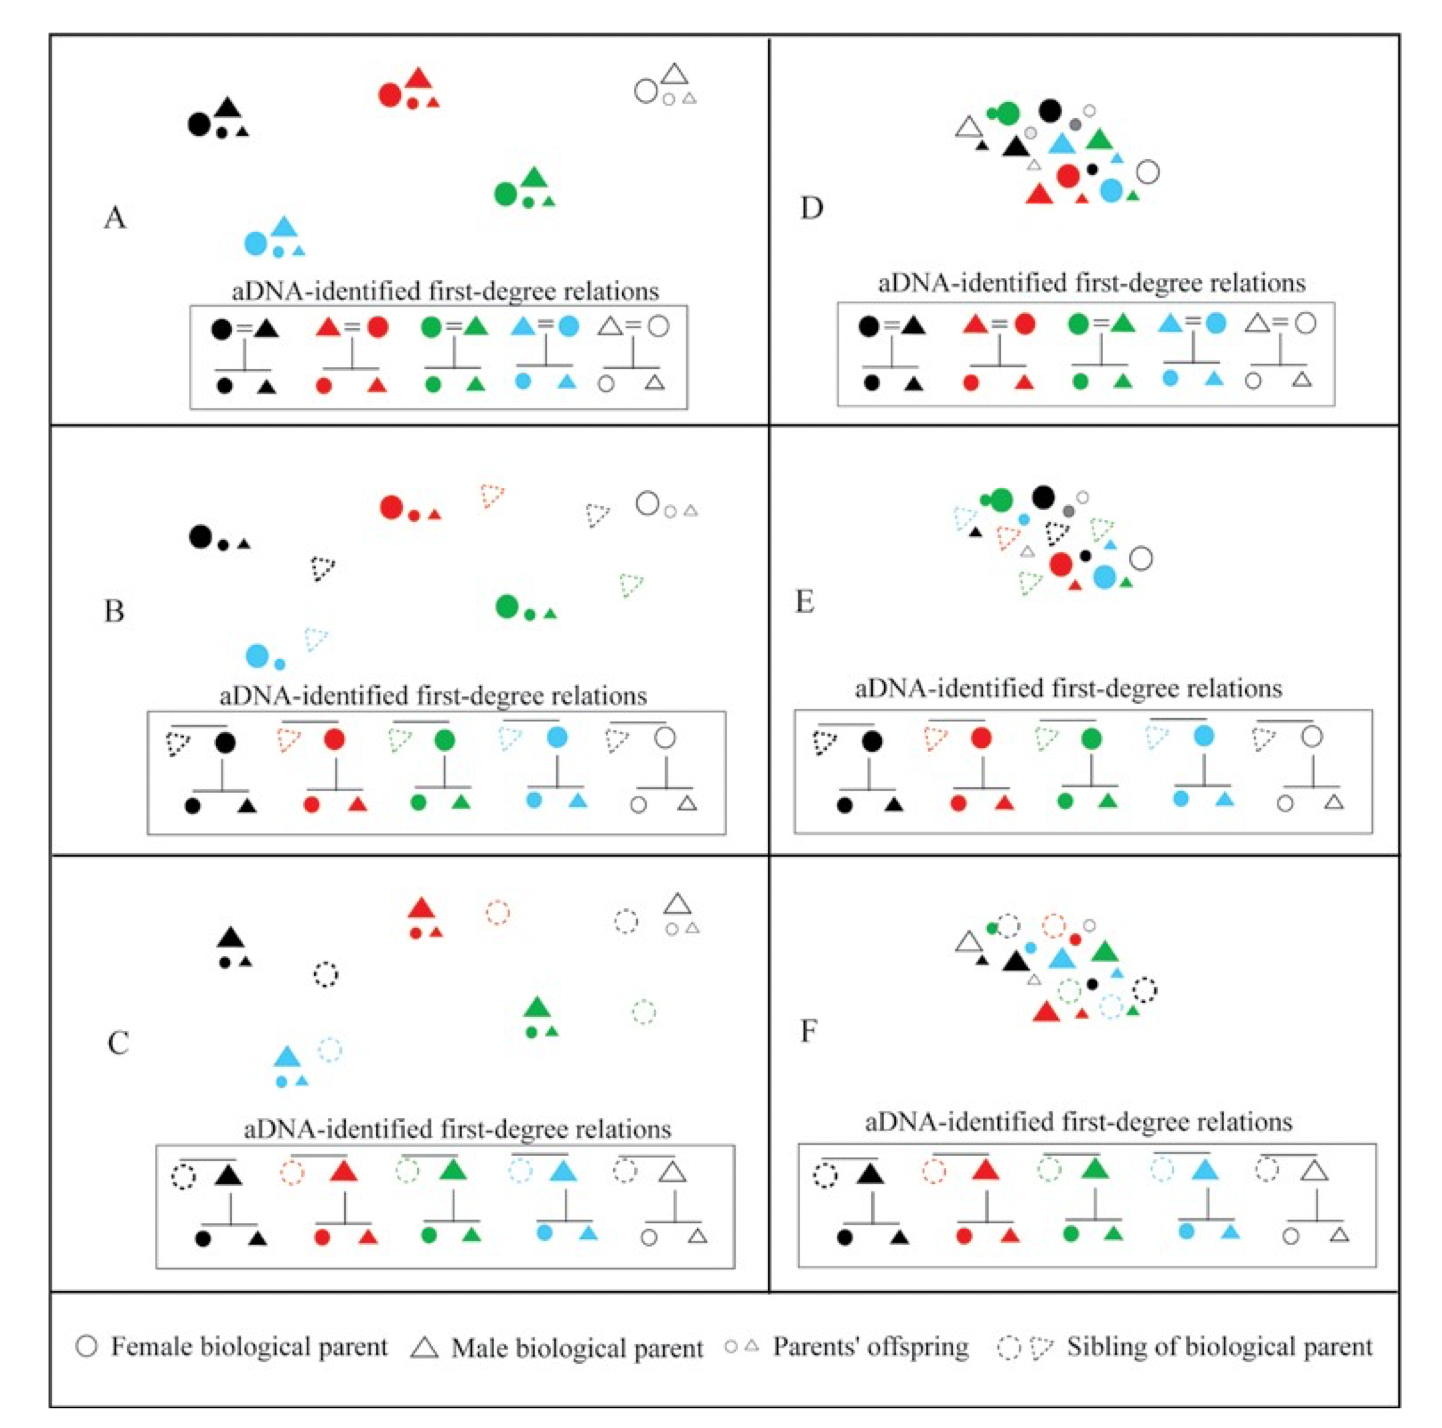 A
aDNA-identified first-degree relations
D
aDNA-identified first-degree relations
B
aDNA-identified first-degree relations
E
aDNA-identified first-degree relations
C
aDNA-identified first-degree relations
F
aDNA-identified first-degree relations
Female biological parent Male biological parent Parents' offspring Sibling of biological parent